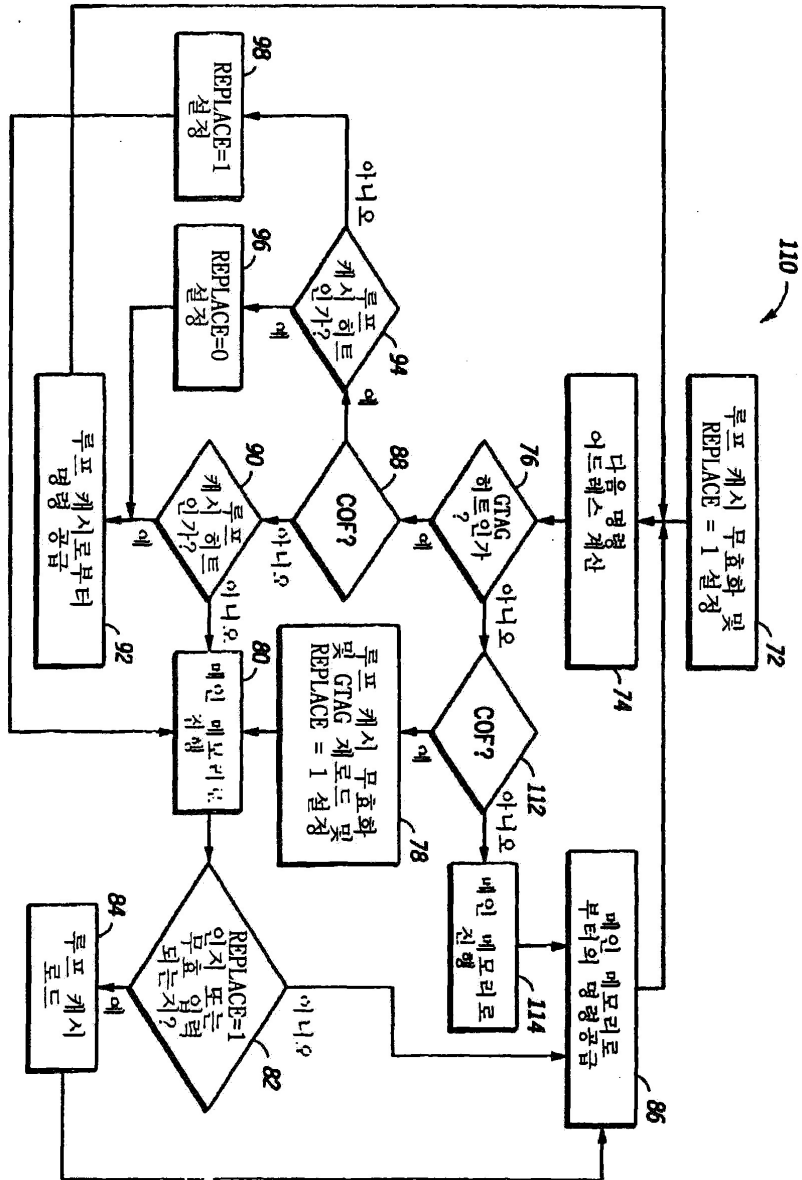 110
루프 캐시 무효화 및
REPLACE = 1 설정
72
다음 명령
어드레스 계산
74
GTAG
히트인가
?
76
예
아니오
COF?
112
예
아니오
메인 메모리로
진행
114
메인 메모리로
부터의 명령공급
86
COF?
88
예
아니오
루프 캐시 무효화
및 GTAG 재로드 및
REPLACE = 1 설정
78
루프 히트
캐시
인가?
94
예
아니오
REPLACE=1
설정
98
REPLACE=0
설정
96
루프 히트
캐시
인가?
90
예
아니오
메인 메모리로
진행
80
REPLACE=1
인지 또는
무효 입력
되는지?
82
예
아니오
루프 캐시로부터
명령 공급
92
루프 캐시
로드
84